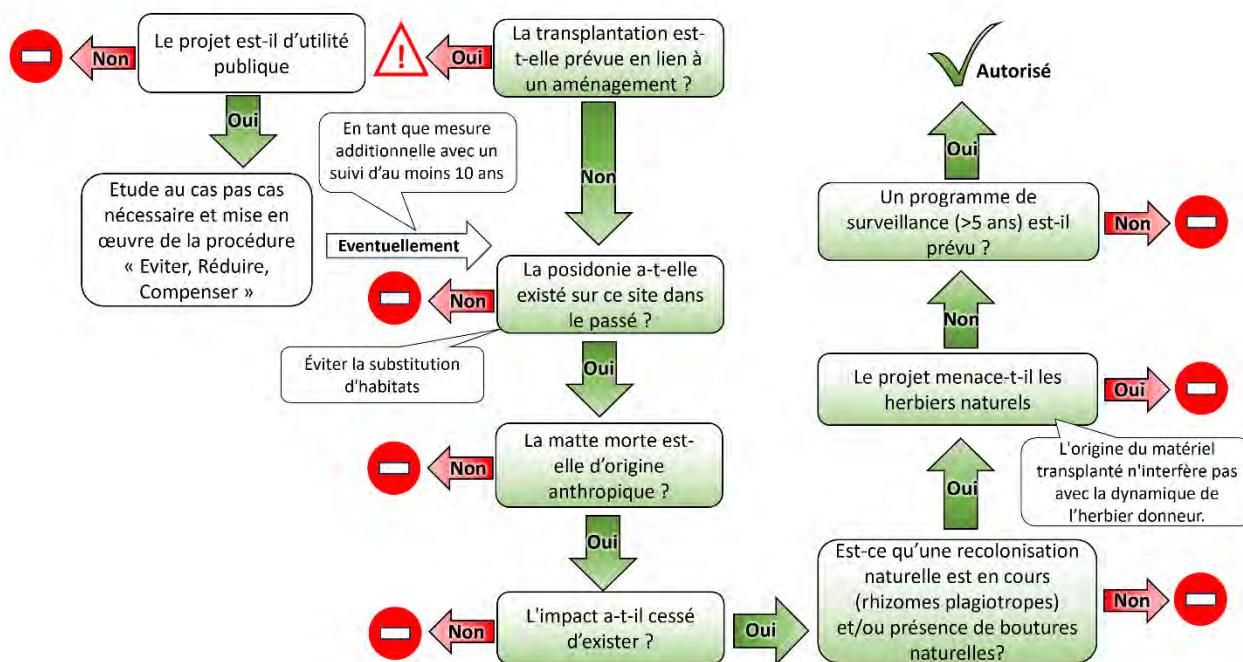 Le projet est-il d’utilité
publique
Non
Oui
Etude au cas pas cas
nécessaire et mise en
œuvre de la procédure
« Eviter, Réduire,
Compenser »
En tant que mesure
additionnelle avec un
suivi d’au moins 10 ans
Eventuellement
La transplantation est-
t-elle prévue en lien à
un aménagement ?
Oui
!
Non
La posidonie a-t-elle
existé sur ce site dans
le passé ?
Non
Éviter la substitution
d'habitats
Oui
La matte morte est-
elle d’origine
anthropique ?
Non
Oui
L'impact a-t-il cessé
d’exister ?
Non
Oui
Est-ce qu’une recolonisation
naturelle est en cours
(rhizomes plagiotropes)
et/ou présence de boutures
naturelles?
Non
Oui
Le projet menace-t-il les
herbiers naturels
Oui
L'origine du matériel
transplanté n'interfère pas
avec la dynamique de
l’herbier donneur.
Non
Un programme de
surveillance (>5 ans) est-il
prévu ?
Non
Oui
Autorisé